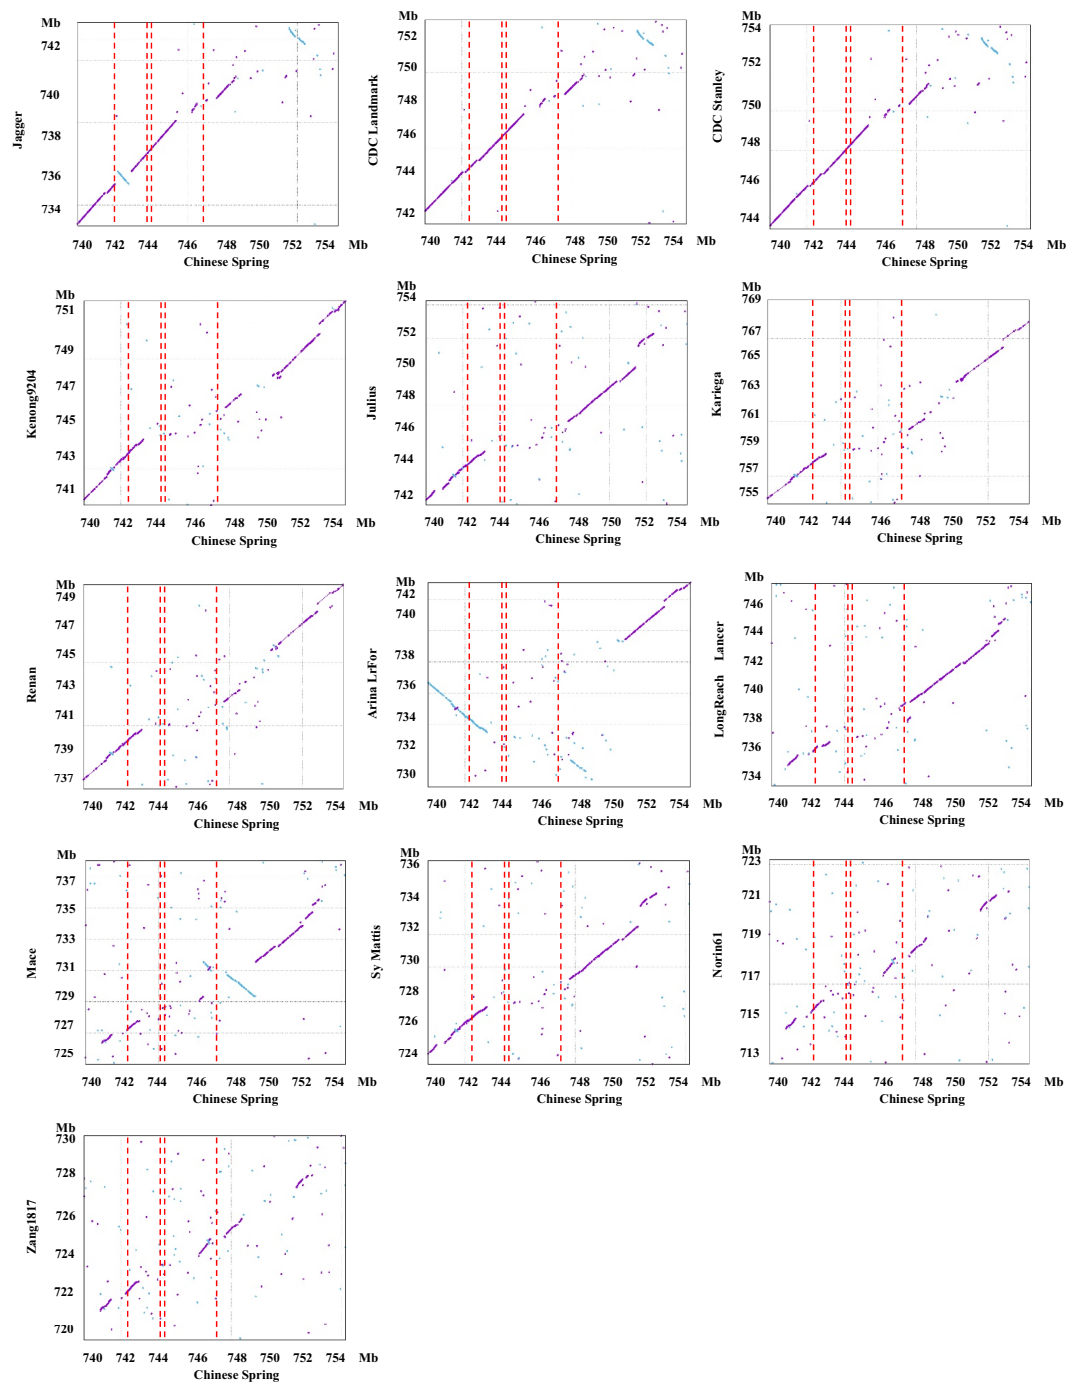 Mb
742
740
738
736
734
Jagger
740 742 744 746 748 750 752 754 Mb
Chinese Spring
Mb
752
750
748
746
744
742
CDC Landmark
740 742 744 746 748 750 752 754
Chinese Spring
754
752
750
748
746
744
CDC Stanley
740 742 744 746 748 750 752 754 Mb
Chinese Spring
Mb
751
749
747
745
743
741
Kenong9204
740 742 744 746 748 750 752 754 Mb
Chinese Spring
Mb
754
752
750
748
746
744
742
Julius
740 742 744 746 748 750 752 754
Chinese Spring
Mb
769
767
765
763
761
759
757
755
Kariega
740 742 744 746 748 750 752 754 Mb
Chinese Spring
Mb
749
747
745
743
741
739
737
Renan
740 742 744 746 748 750 752 754
Chinese Spring
Mb
740
738
736
734
732
730
Arina LrFor
740 742 744 746 748 750 752 754
Chinese Spring
Mb
746
744
742
740
738
736
734
LongReach Lancer
740 742 744 746 748 750 752 754 Mb
Chinese Spring
Mb
737
735
733
731
729
727
725
Mace
740 742 744 746 748 750 752 754
Chinese Spring
Mb
736
734
732
730
728
726
724
Sy Mattis
740 742 744 746 748 750 752 754
Chinese Spring
Mb
723
721
719
717
715
713
Norin61
740 742 744 746 748 750 752 754 Mb
Chinese Spring
Mb
730
728
726
724
722
720
Zang1817
740 742 744 746 748 750 752 754 Mb
Chinese Spring